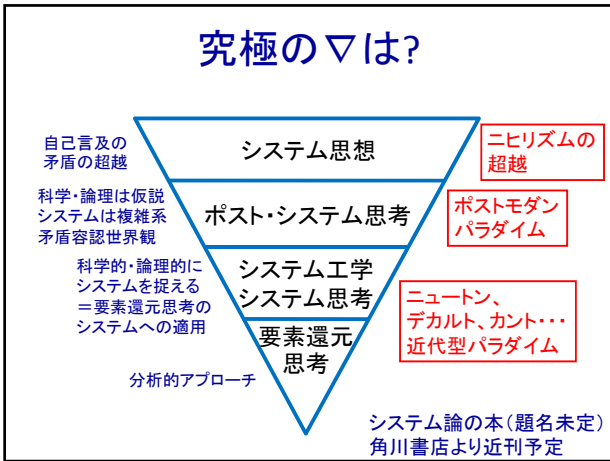 究極の▽は?
自己言及の
矛盾の超越
システム思想
ニヒリズムの
超越
科学・論理は仮説
システムは複雑系
矛盾容認世界観
ポスト・システム思考
ポストモダン
パラダイム
科学的・論理的に
システムを捉える
＝要素還元思考の
システムへの適用
システム工学
システム思考
ニュートン、
デカルト、カント・・・
近代型パラダイム
分析的アプローチ
要素還元
思考
システム論の本（題名未定）
角川書店より近刊予定